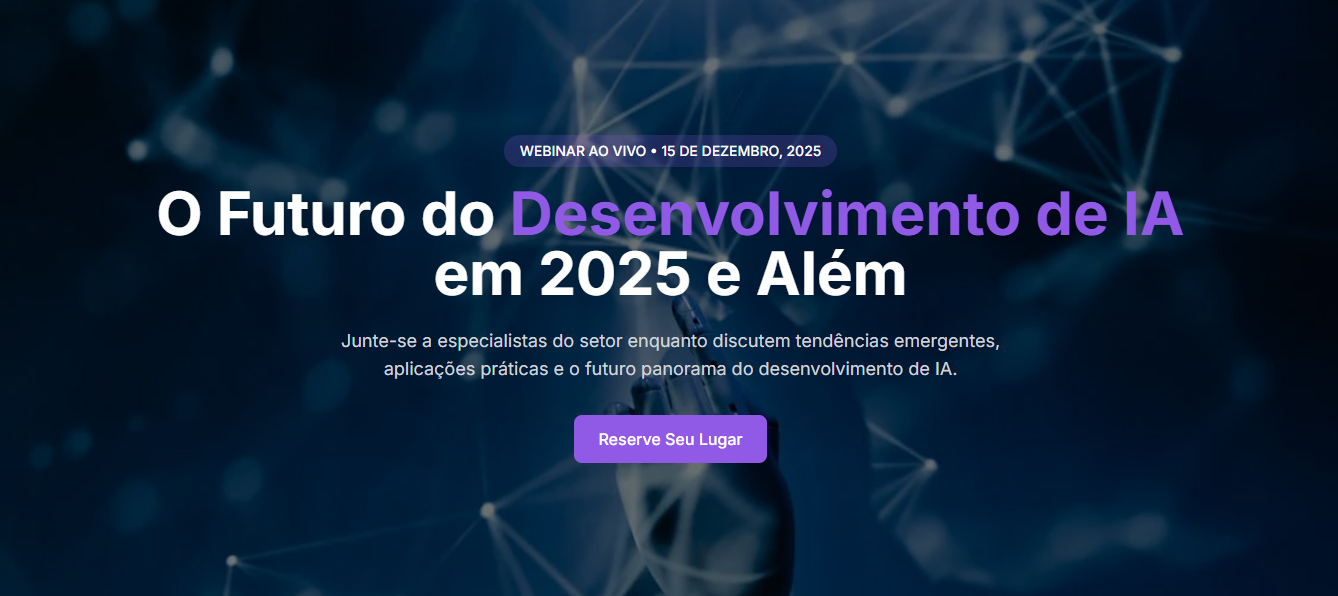 WEBINAR AO VIVO • 15 DE DEZEMBRO, 2025
O Futuro do Desenvolvimento de IA
em 2025 e Além
Junte-se a especialistas do setor enquanto discutem tendências emergentes,
aplicações práticas e o futuro panorama do desenvolvimento de IA.
Reserve Seu Lugar